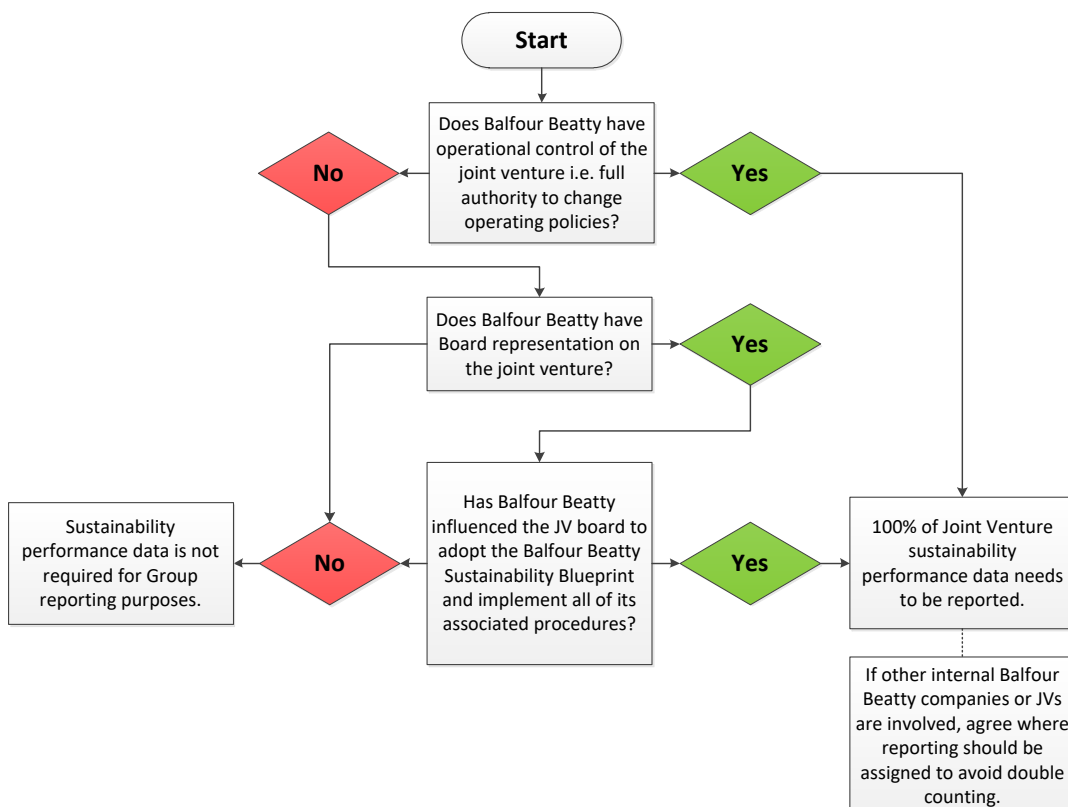 Start
Does Balfour Beatty have
operational control of the
joint venture i.e. full
authority to change
operating policies?
No
Yes
Does Balfour Beatty have
Board representation on
the joint venture?
Yes
Has Balfour Beatty
influenced the JV board to
adopt the Balfour Beatty
Sustainability Blueprint
and implement all of its
associated procedures?
No
Yes
Sustainability
performance data is not
required for Group
reporting purposes.
100% of Joint Venture
sustainability
performance data needs
to be reported.
If other internal Balfour
Beatty companies or JVs
are involved, agree where
reporting should be
assigned to avoid double
counting.